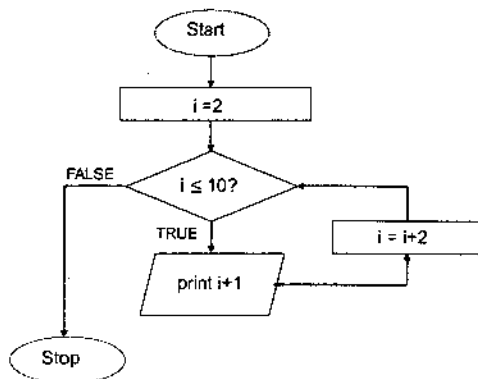 Start
i =2
FALSE
i ≤ 10?
TRUE
i = i+2
print i+1
Stop